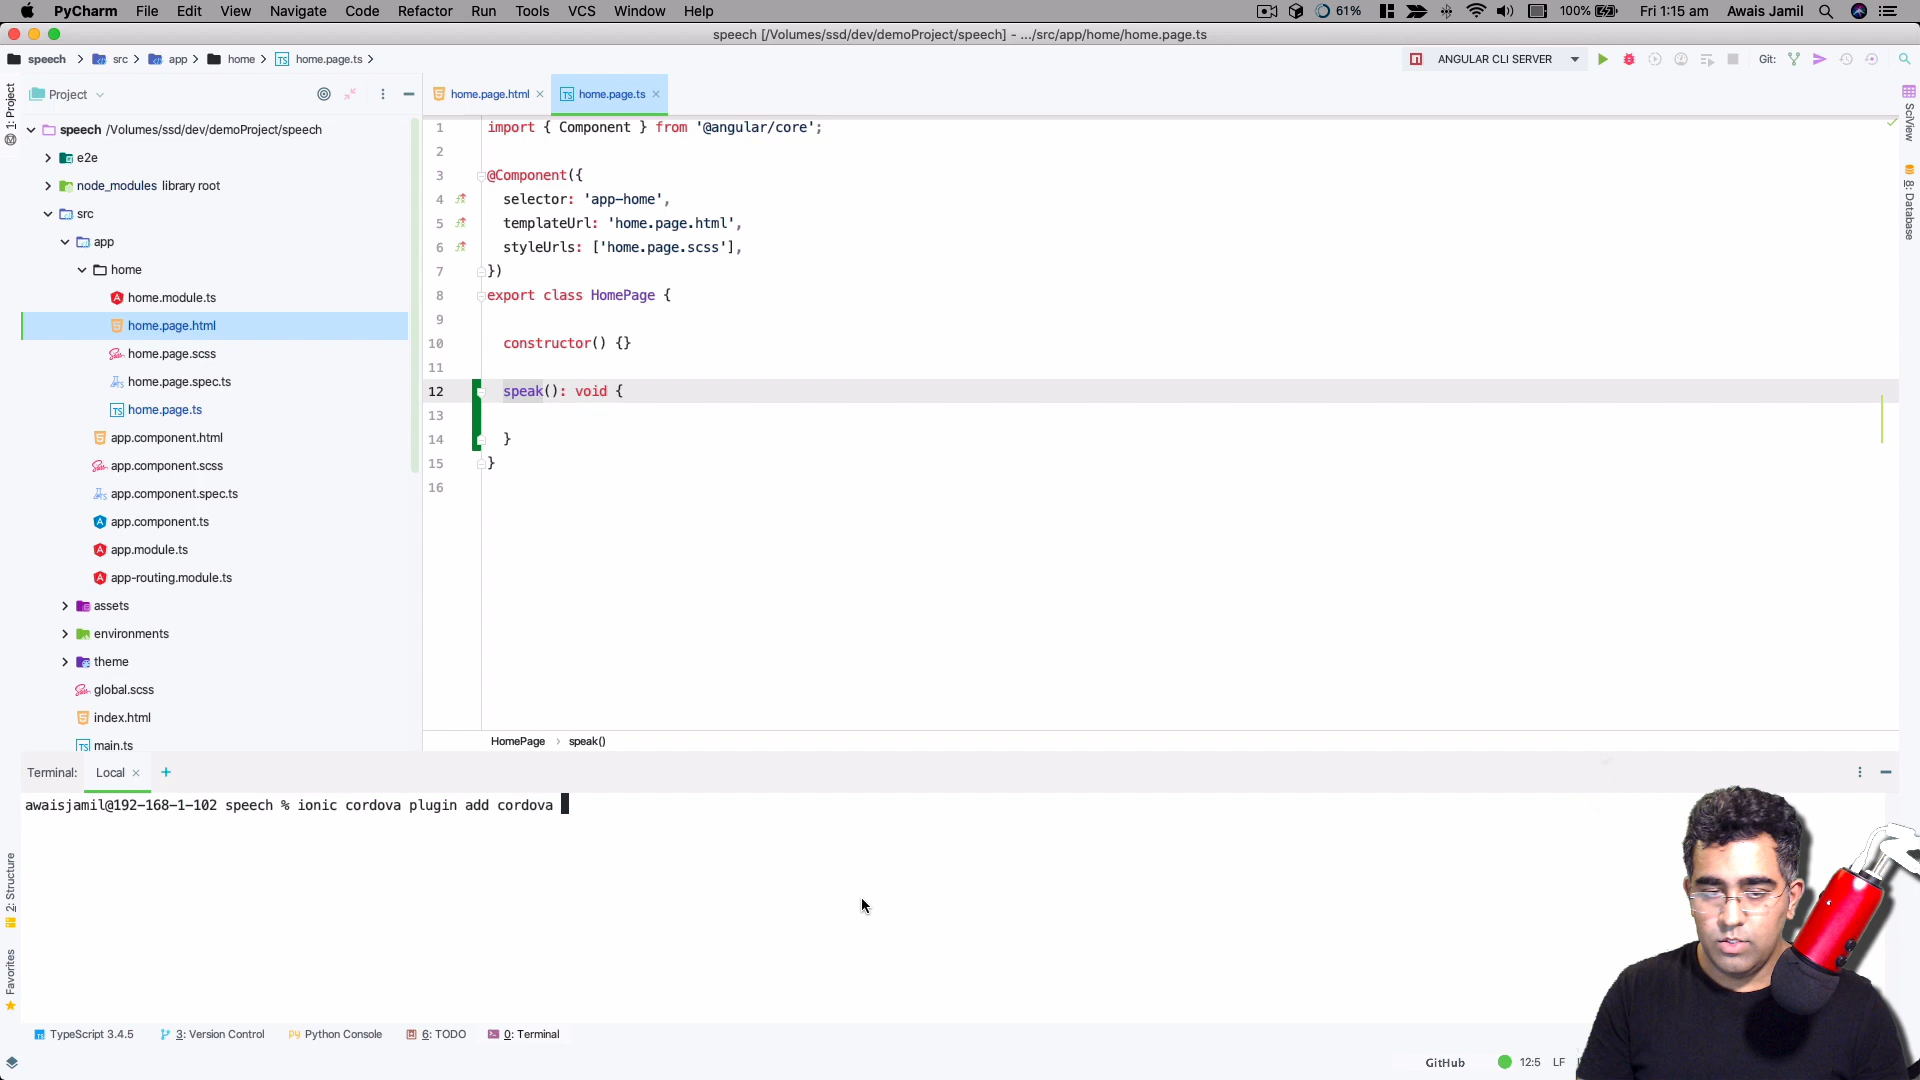 PyCharm File Edit View Navigate Code Refactor Run Tools VCS Window Help 61% 100% Fri 1:15 am Awais Jamil
speech [/Volumes/ssd/dev/demoProject/speech] - .../src/app/home/home.page.ts
speech src app home home.page.ts ANGULAR CLI SERVER Git:
Project
home.page.html home.page.ts
1: Project
SciView
8: Database
2: Structure
Favorites
speech /Volumes/ssd/dev/demoProject/speech
e2e
node_modules library root
src
app
home
home.module.ts
home.page.html
home.page.scss
home.page.spec.ts
home.page.ts
app.component.html
app.component.scss
app.component.spec.ts
app.component.ts
app.module.ts
app-routing.module.ts
assets
environments
theme
global.scss
index.html
main.ts
1 import { Component } from '@angular/core';
2
3 @Component({
4 selector: 'app-home',
5 templateUrl: 'home.page.html',
6 styleUrls: ['home.page.scss'],
7 })
8 export class HomePage {
9
10 constructor() {}
11
12 speak(): void {
13
14 }
15 }
16
HomePage › speak()
Terminal: Local +
awaisjamil@192-168-1-102 speech % ionic cordova plugin add cordova
TypeScript 3.4.5 3: Version Control Python Console 6: TODO 0: Terminal
GitHub 12:5 LF